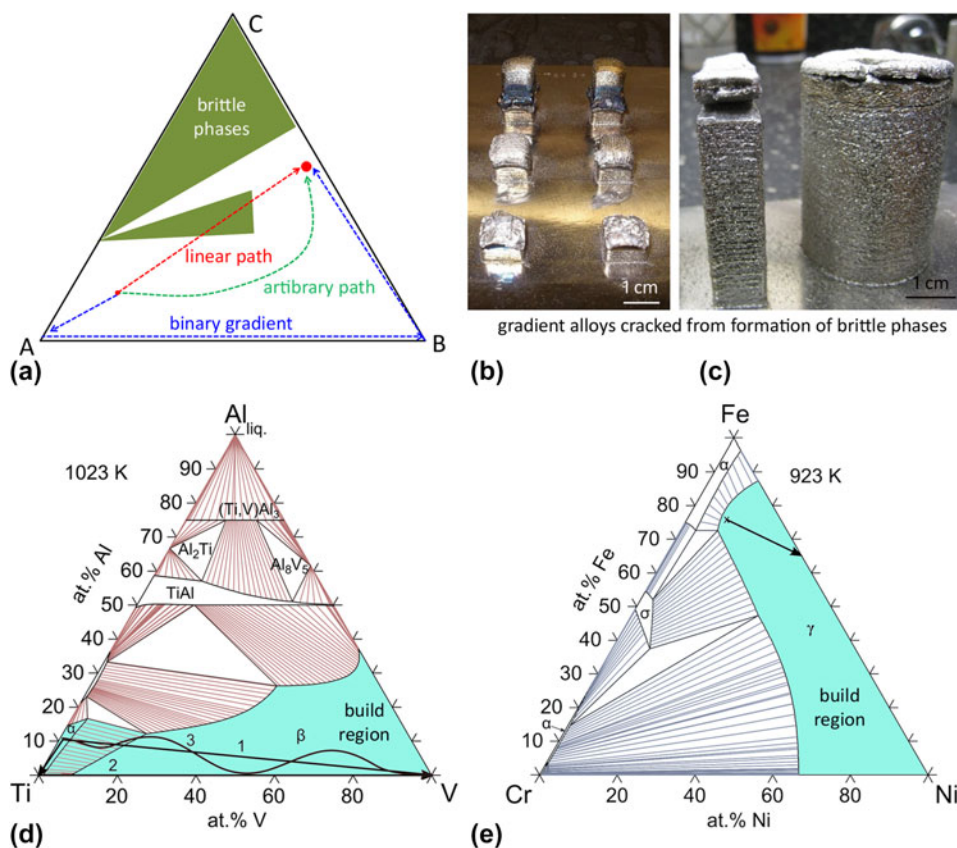 C
brittle
phases
linear path
artibrary path
binary gradient
A
B
(a)
(b)
1 cm
(c)
1 cm
gradient alloys cracked from formation of brittle phases
Al
liq.
1023 K
90
80
(Ti,V)Al3
70
Al2Ti
Al8V5
60
at.% Al
TiAl
50
40
30
20
α
build
region
10
3
1
β
2
Ti
20
40
60
80
V
at.% V
(d)
Fe
90
α
923 K
80
70
at.% Fe
60
σ
50
40
γ
30
build
region
20
α
10
Cr
20
40
60
80
Ni
at.% Ni
(e)